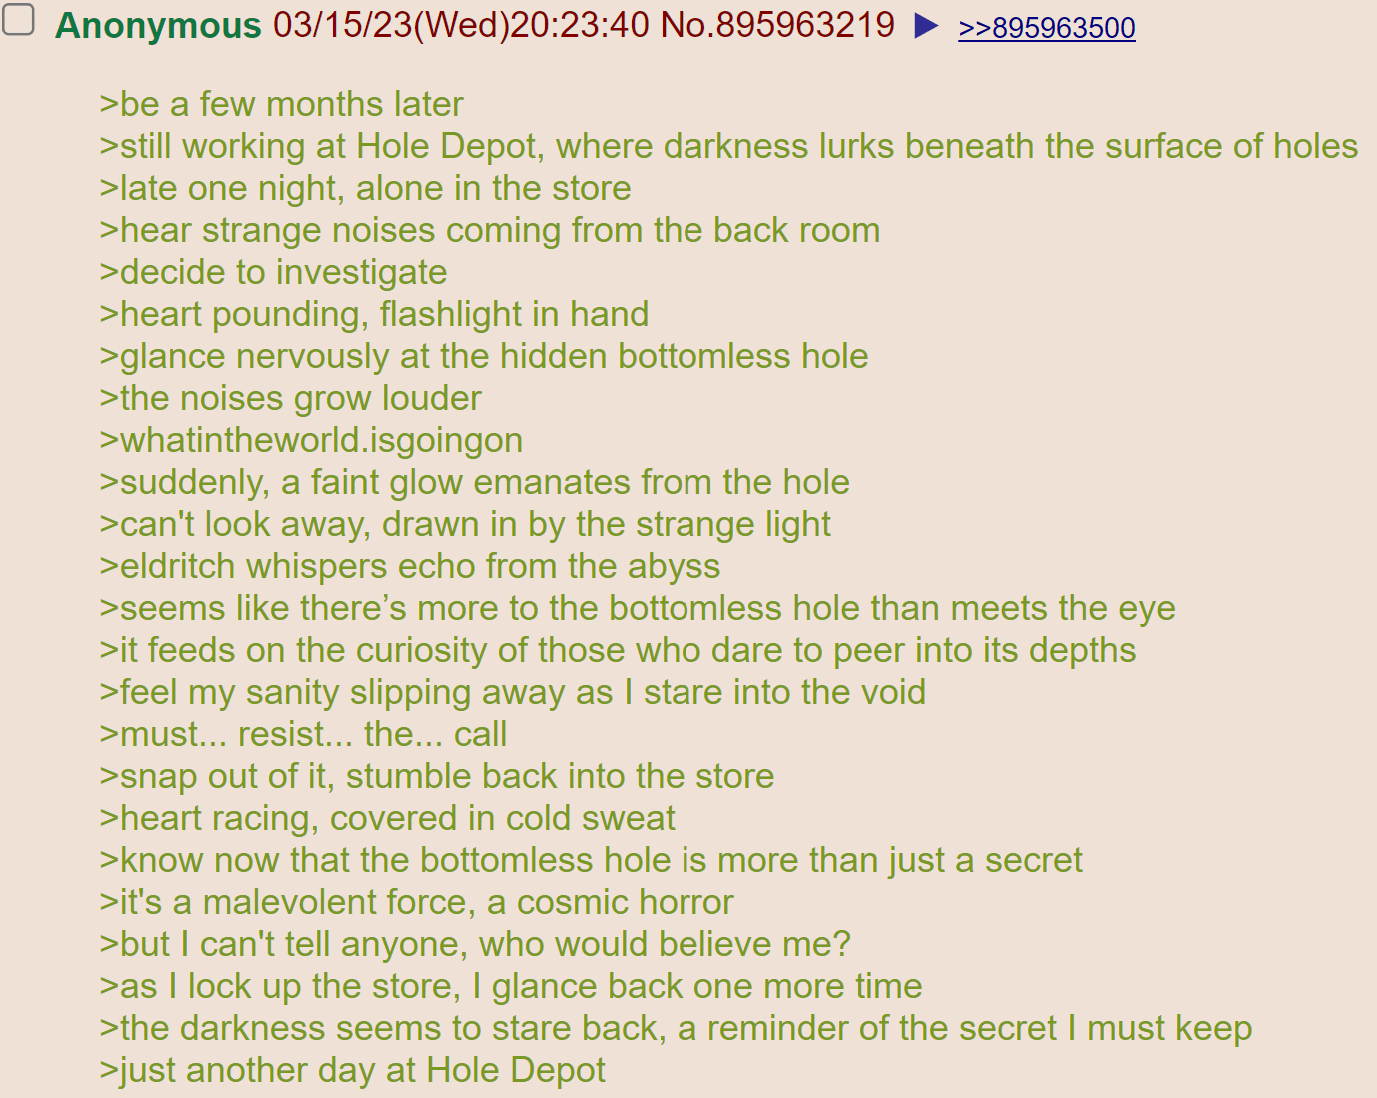 Anonymous 03/15/23(Wed)20:23:40 No.895963219 ▶ >>895963500
>be a few months later
>still working at Hole Depot, where darkness lurks beneath the surface of holes
>late one night, alone in the store
>hear strange noises coming from the back room
>decide to investigate
>heart pounding, flashlight in hand
>glance nervously at the hidden bottomless hole
>the noises grow louder
>whatintheworld.isgoingon
>suddenly, a faint glow emanates from the hole
>can't look away, drawn in by the strange light
>eldritch whispers echo from the abyss
>seems like there’s more to the bottomless hole than meets the eye
>it feeds on the curiosity of those who dare to peer into its depths
>feel my sanity slipping away as I stare into the void
>must... resist... the... call
>snap out of it, stumble back into the store
>heart racing, covered in cold sweat
>know now that the bottomless hole is more than just a secret
>it's a malevolent force, a cosmic horror
>but I can't tell anyone, who would believe me?
>as I lock up the store, I glance back one more time
>the darkness seems to stare back, a reminder of the secret I must keep
>just another day at Hole Depot